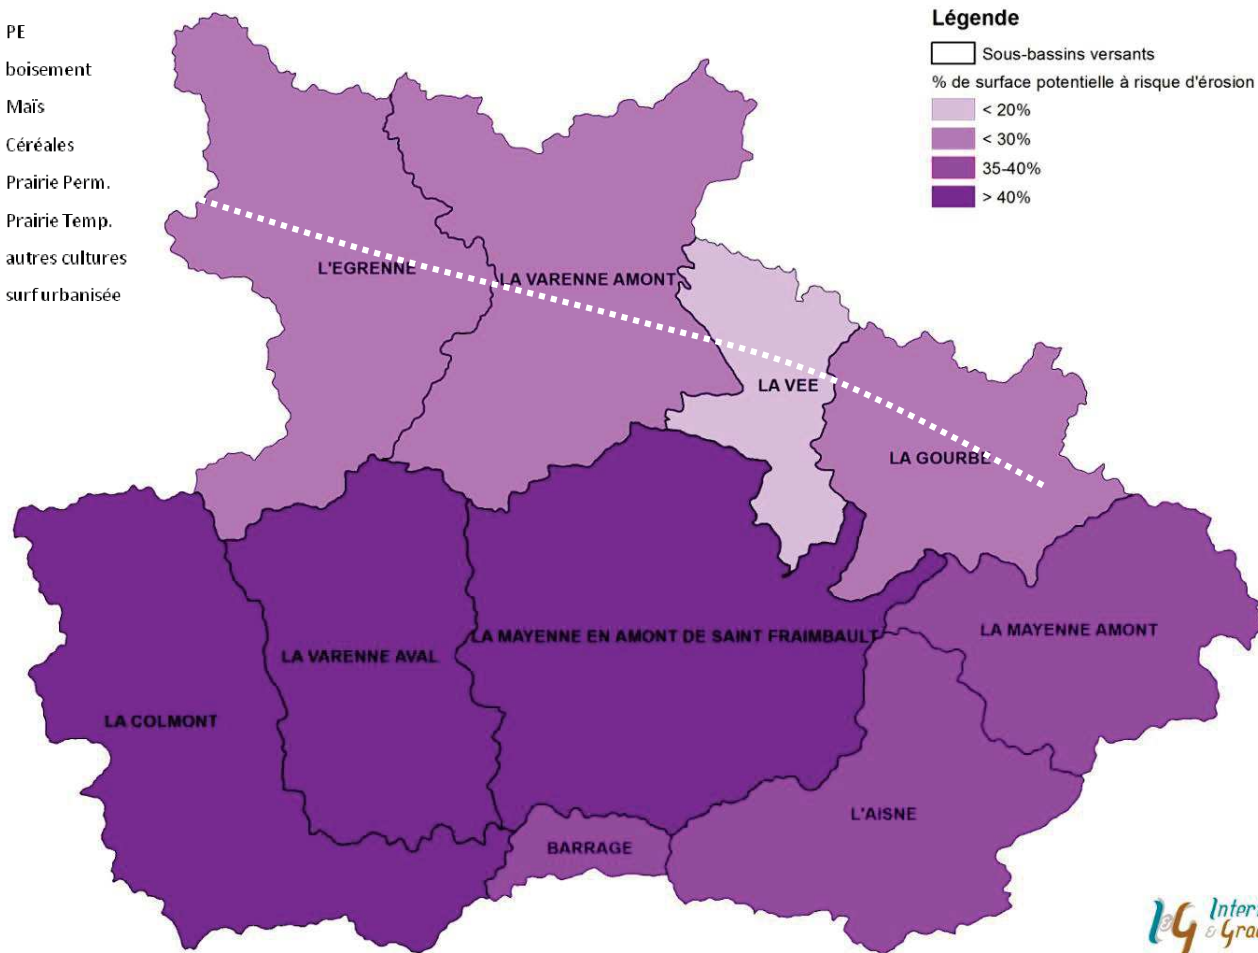 PE
boisement
Maïs
Céréales
Prairie Perm.
Prairie Temp.
autres cultures
surf urbanisée
Légende
Sous-bassins versants
% de surface potentielle à risque d'érosion
< 20%
< 30%
35-40%
> 40%
L'EGRENNE
LA VARENNE AMONT
LA VEE
LA GOURBE
LA MAYENNE EN AMONT DE SAINT FRAIMBAULT
LA MAYENNE AMONT
LA VARENNE AVAL
LA COLMONT
L'AISNE
BARRAGE
I&G